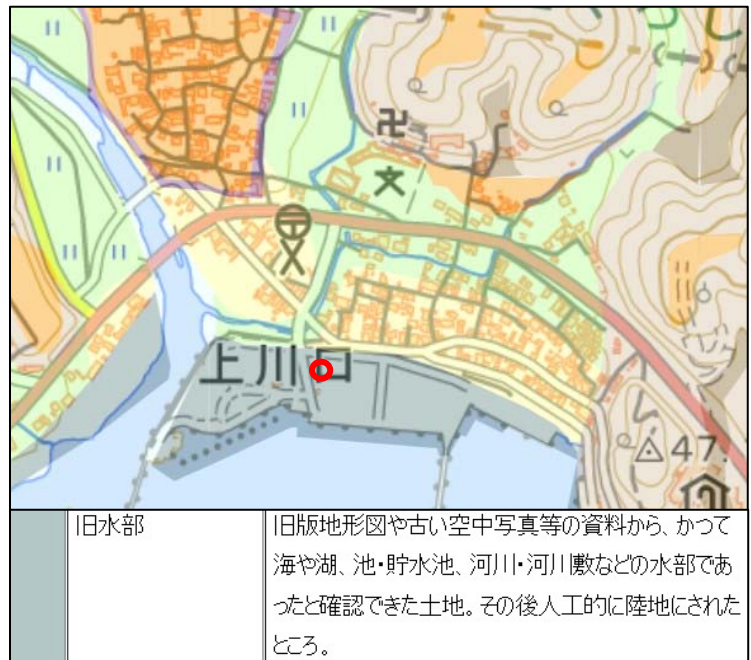 上川口
47.
旧水部
旧版地形図や古い空中写真等の資料から、かつて
海や湖、池・貯水池、河川・河川敷などの水部であ
ったと確認できた土地。その後人工的に陸地にされた
ところ。